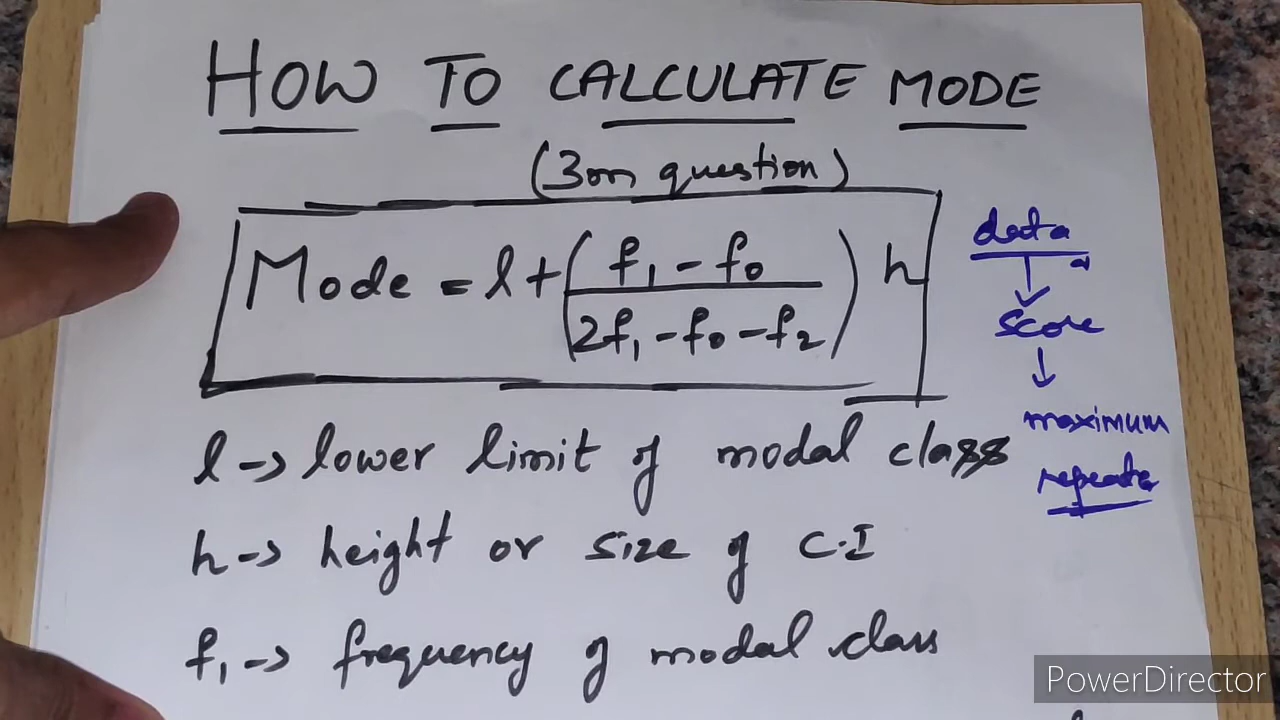 HOW TO CALCULATE MODE
(3m question)
Mode = l + ( f₁ - f₀ / 2f₁ - f₀ - f₂ ) h
data
↓
score
↓
maximum
repeats
l -> lower limit of modal class
h -> height or size of C.I
f₁ -> frequency of modal class
PowerDirector